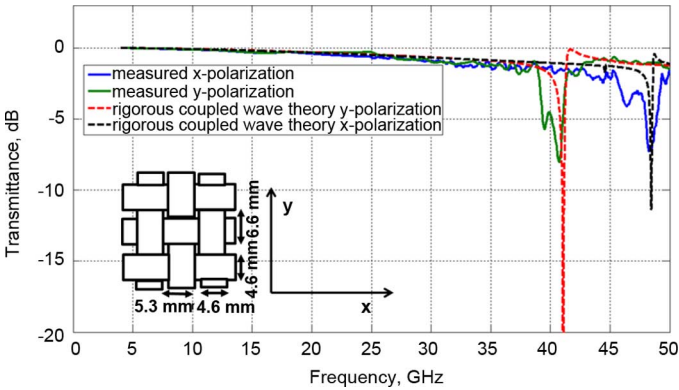 0
measured x-polarization
measured y-polarization
rigorous coupled wave theory y-polarization
rigorous coupled wave theory x-polarization
-5
-10
-15
-20
Transmittance, dB
y
6.6 mm
4.6 mm
5.3 mm
4.6 mm
x
0 5 10 15 20 25 30 35 40 45 50
Frequency, GHz